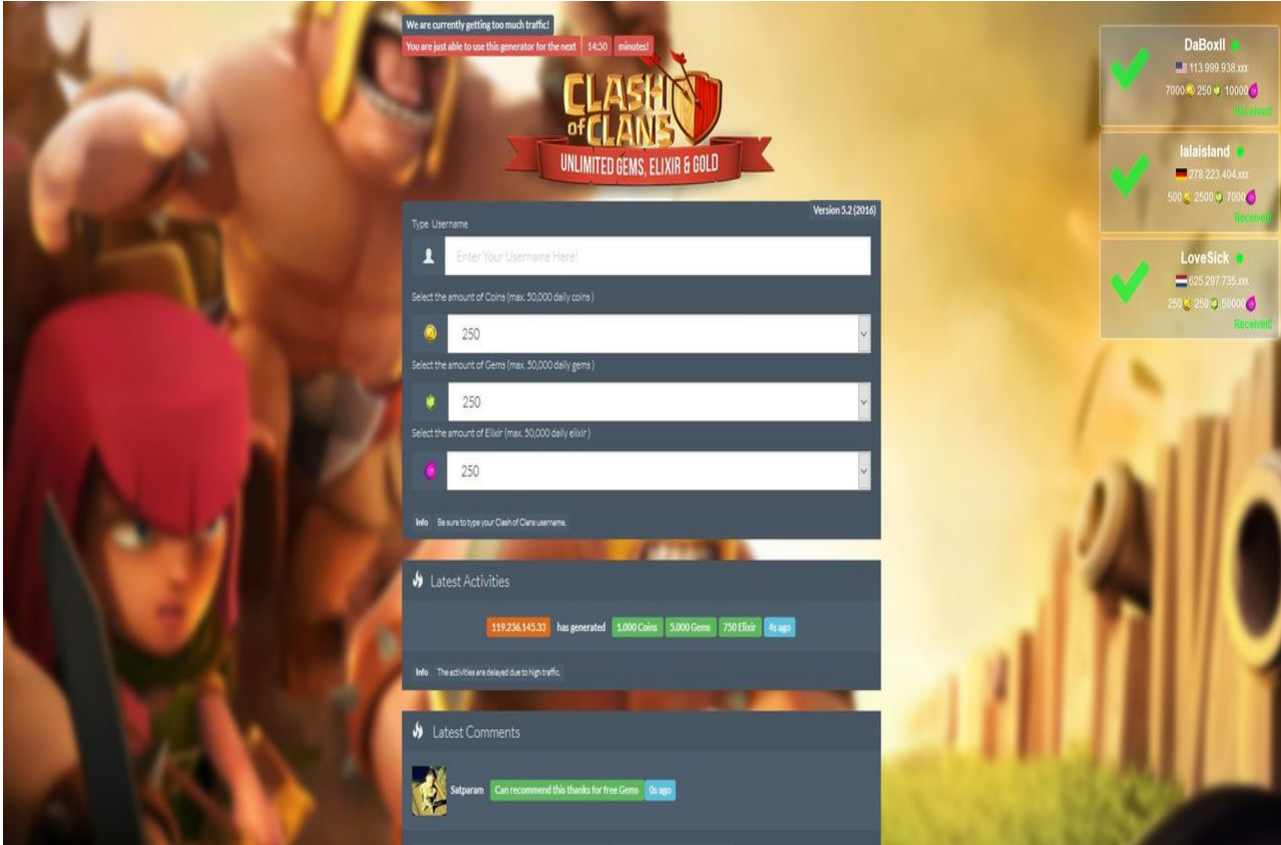 We are currently getting too much traffic!
You are just able to use this generator for the next 14:50 minutes!
CLASH
of CLANS
UNLIMITED GEMS, ELIXIR & GOLD
Version 5.2 (2016)
Type Username
Enter Your Username Here!
Select the amount of Coins (max. 50,000 daily coins )
250
Select the amount of Gems (max. 50,000 daily gems )
250
Select the amount of Elixir (max. 50,000 daily elixir )
250
Info Be sure to type your Clash of Clans username.
Latest Activities
119.236.145.33 has generated 1.000 Coins 5.000 Gems 750 Elixir 4s ago
Info The activities are delayed due to high traffic.
Latest Comments
Satparam Can recommend this thanks for free Gems 0s ago
DaBoxII
113.999.938.xxx
7000 250 10000
Received!
lalaisland
278.223.404.xxx
500 2500 7000
Received!
LoveSick
625.297.735.xxx
250 250 50000
Received!